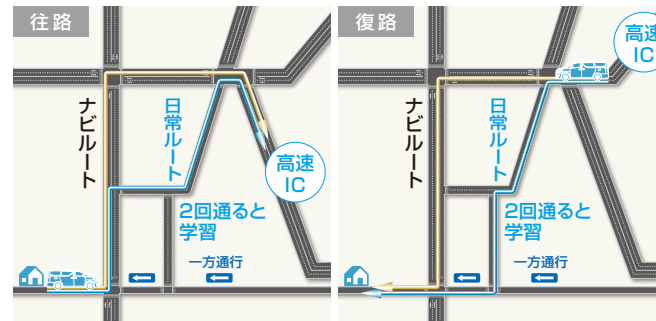 往路
ナビルート
日常ルート
高速
IC
2回通ると
学習
一方通行
復路
高速
IC
ナビルート
日常ルート
2回通ると
学習
一方通行